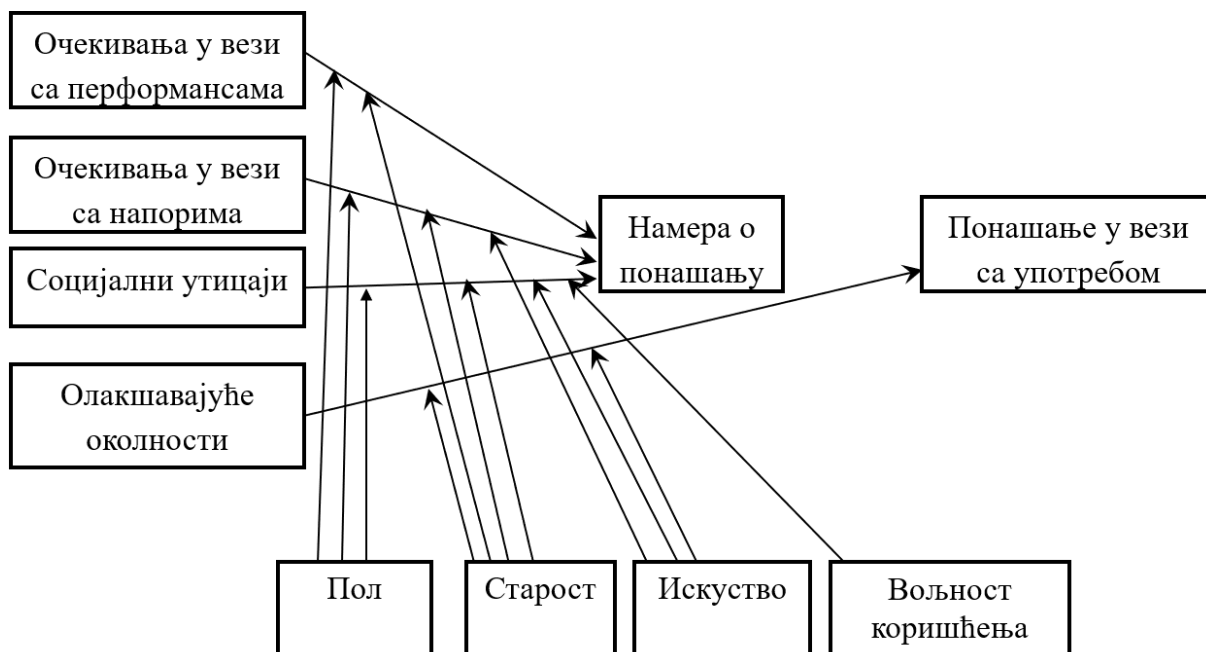 Очекивања у вези
са перформансама
Очекивања у вези
са напорима
Социјални утицаји
Олакшавајуће
околности
Намера о
понашању
Понашање у вези
са употребом
Пол
Старост
Искуство
Вољност
коришћења